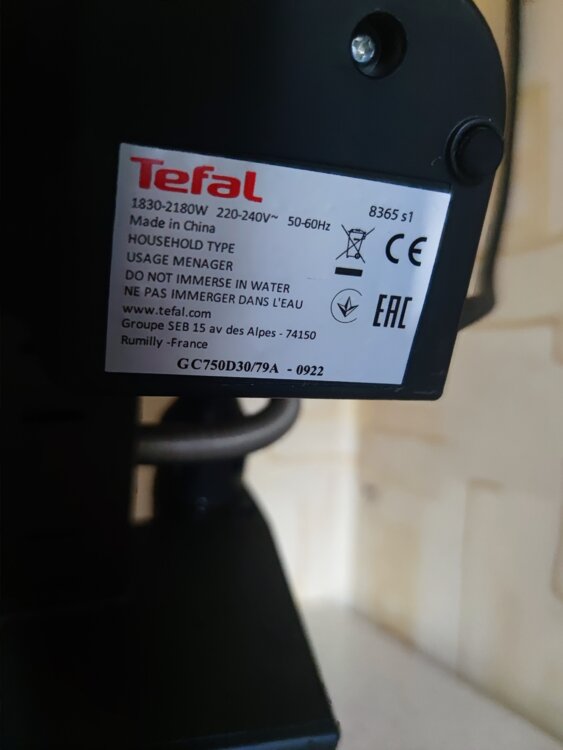 Tefal
1830-2180W 220-240V~ 50-60Hz 8365 s1
Made in China
HOUSEHOLD TYPE
USAGE MENAGER
DO NOT IMMERSE IN WATER
NE PAS IMMERGER DANS L'EAU
www.tefal.com
Groupe SEB 15 av des Alpes - 74150
Rumilly -France
GC750D30/79A - 0922
CE
EAC